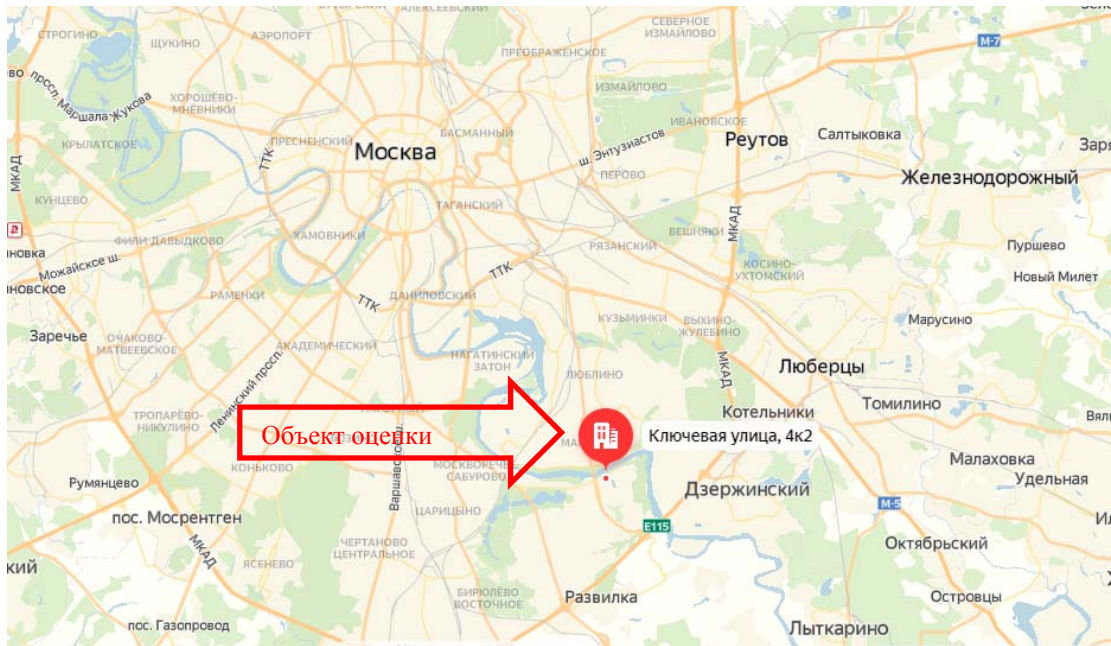 АЛЕКСЕЕВСКИЙ
СТРОГИНО
ЩУКИНО
АЭРОПОРТ
СЕВЕРНОЕ
ИЗМАЙЛОВО
ПРЕОБРАЖЕНСКОЕ
М-7
просп. Маршала Жукова
ХОРОШЁВО-
МНЁВНИКИ
ИЗМАЙЛОВО
ИВАНОВСКОЕ
КРЫЛАТСКОЕ
ПРЕСНЕНСКИЙ
БАСМАННЫЙ
Москва
ТТК
ш. Энтузиастов
Реутов
Салтыковка
МКАД
ПЕРОВО
Железнодорожный
КУНЦЕВО
ТАГАНСКИЙ
ФИЛИ-ДАВЫДКОВО
ХАМОВНИКИ
РЯЗАНСКИЙ
ВЕШНЯКИ
МКАД
Пуршево
Можайское ш.
ТТК
КОСИНО-
УХТОМСКИЙ
Новый Милет
РАМЕНКИ
ТТК
ДАНИЛОВСКИЙ
КУЗЬМИНКИ
ВЫХИНО-
ЖУЛЕБИНО
Марусино
Заречье
ОЧАКОВО-
МАТВЕЕВСКОЕ
АКАДЕМИЧЕСКИЙ
НАГАТИНСКИЙ
ЗАТОН
ЛЮБЛИНО
МКАД
Люберцы
Ленинский просп.
ТРОПАРЁВО-
НИКУЛИНО
Котельники
Томилино
Объект оценки
Ключевая улица, 4к2
Варшавское ш.
КОНЬКОВО
МОСКВОРЕЧЬЕ-
САБУРОВО
Малаховка
Удельная
Румянцево
Дзержинский
М-5
пос. Мосрентген
ЦАРИЦЫНО
E115
МКАД
ЯСЕНЕВО
ЧЕРТАНОВО
ЦЕНТРАЛЬНОЕ
Октябрьский
БИРЮЛЁВО
ВОСТОЧНОЕ
Развилка
Островцы
пос. Газопровод
Лыткарино